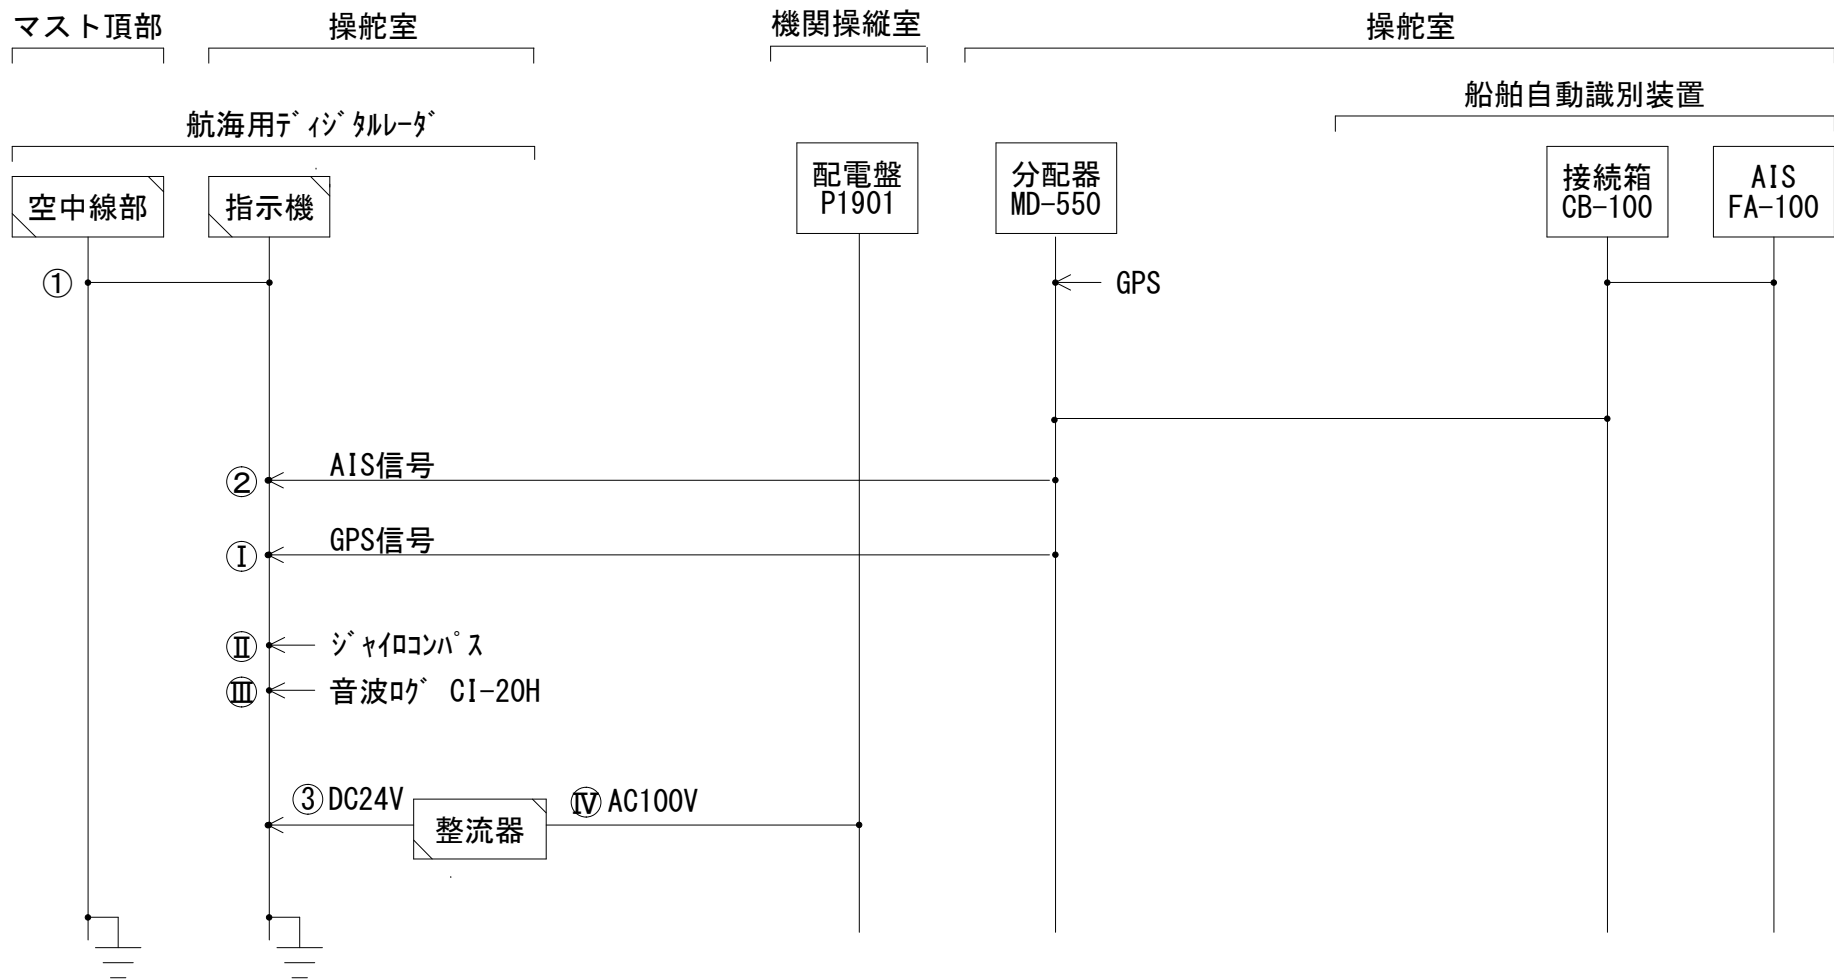 マスト頂部
操舵室
機関操縦室
操舵室
船舶自動識別装置
航海用ﾃﾞｨｼﾞﾀﾙﾚｰﾀﾞ
空中線部
指示機
配電盤
P1901
分配器
MD-550
接続箱
CB-100
AIS
FA-100
①
GPS
② AIS信号
Ⅰ GPS信号
Ⅱ ｼﾞｬｲﾛｺﾝﾊﾟｽ
Ⅲ 音波ﾛｸﾞ CI-20H
③ DC24V
整流器
Ⅳ AC100V